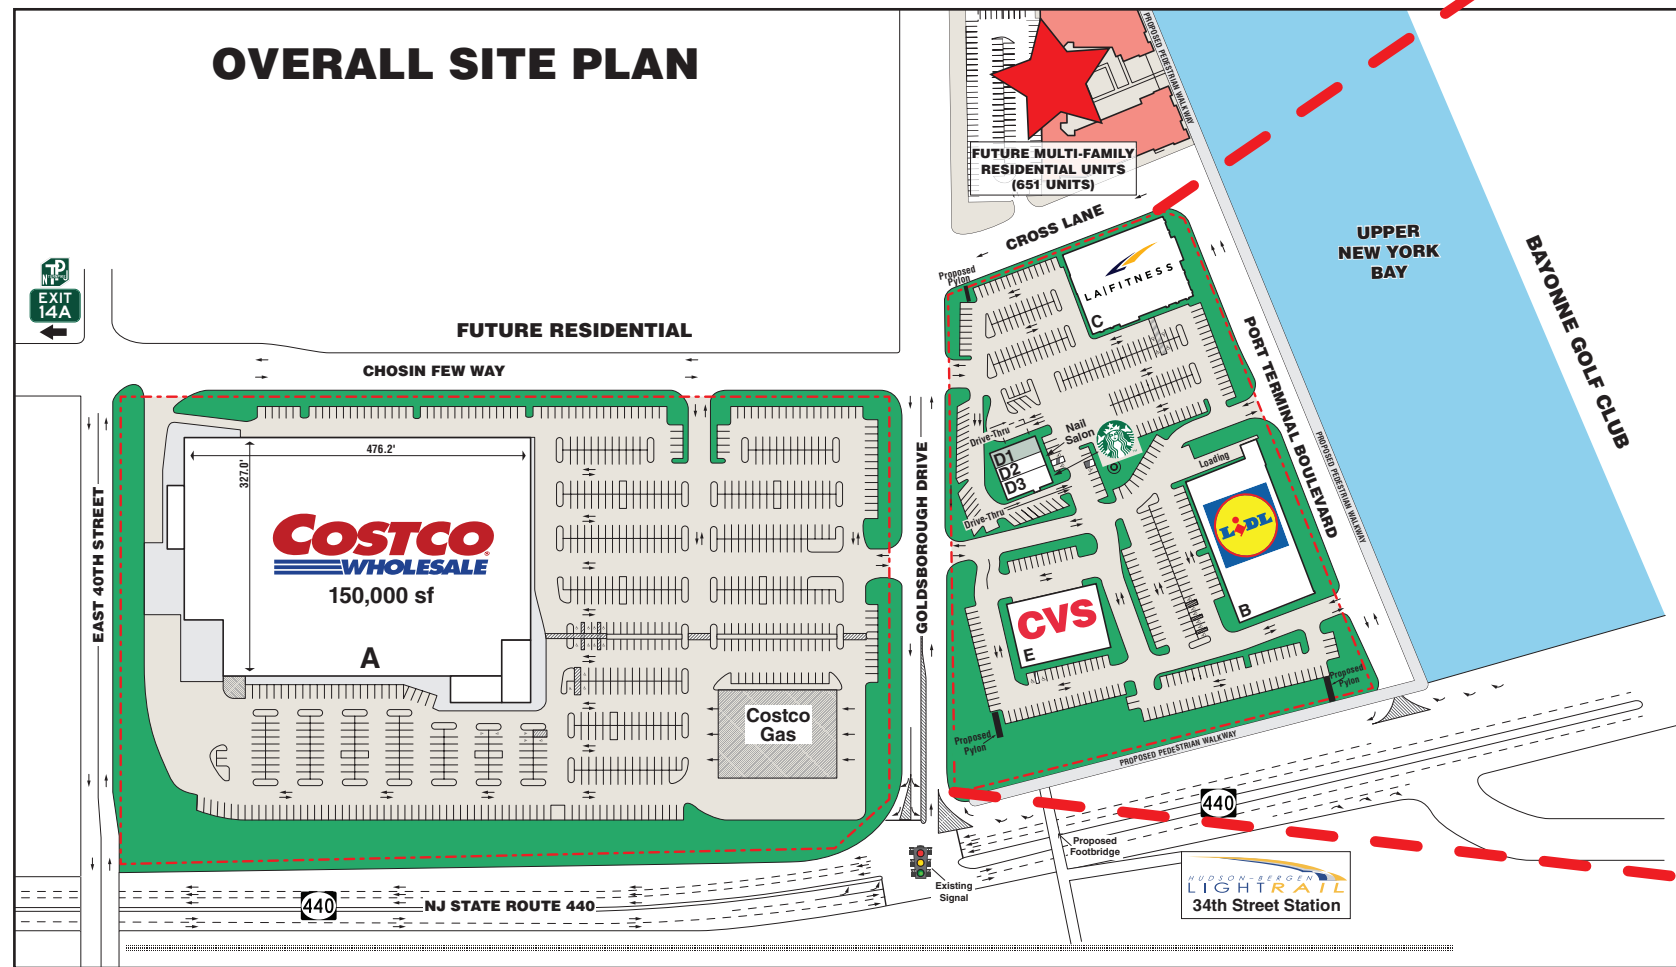 OVERALL SITE PLAN
PROPOSED PEDESTRIAN WALKWAY
FUTURE MULTI-FAMILY
RESIDENTIAL UNITS
(651 UNITS)
CROSS LANE
UPPER
NEW YORK
BAY
BAYONNE GOLF CLUB
TP
EXIT
14A
FUTURE RESIDENTIAL
CHOSIN FEW WAY
Proposed
Pylon
LA|FITNESS
C
PORT TERMINAL BOULEVARD
PROPOSED PEDESTRIAN WALKWAY
476.2'
327.0'
COSTCO
WHOLESALE
150,000 sf
A
EAST 40TH STREET
GOLDSBOROUGH DRIVE
Drive-Thru
Nail
Salon
D1
D2
D3
Drive-Thru
Loading
LIDL
B
CVS
E
Costco
Gas
Proposed
Pylon
Proposed
Pylon
PROPOSED PEDESTRIAN WALKWAY
440
Proposed
Footbridge
Existing
Signal
HUDSON-BERGEN
LIGHTRAIL
34th Street Station
440
NJ STATE ROUTE 440